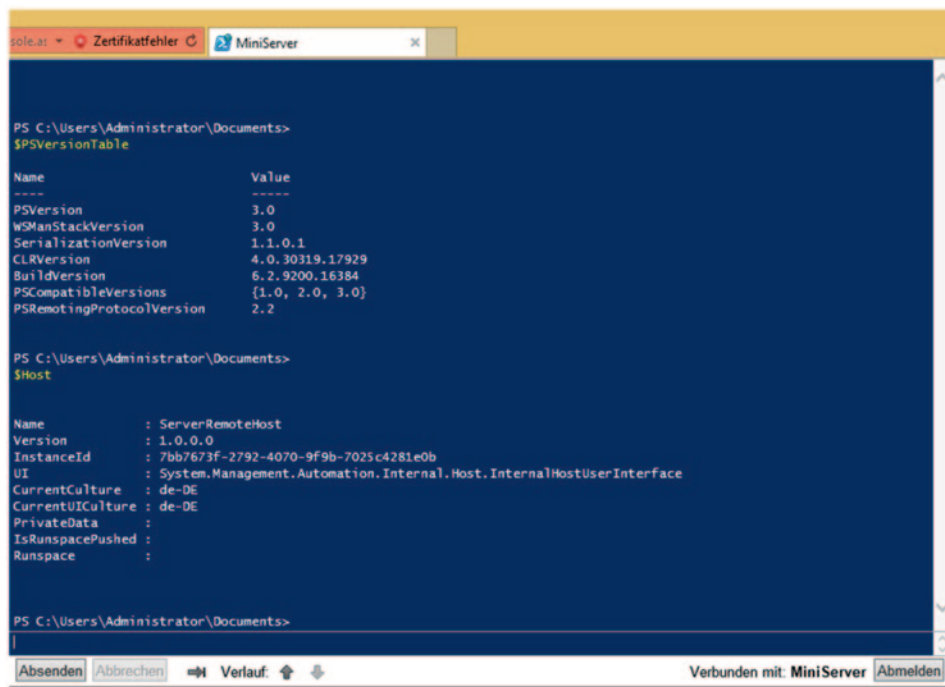 sole.as Zertifikatfehler MiniServer
PS C:\Users\Administrator\Documents>
$PSVersionTable
Name Value
---- -----
PSVersion 3.0
WSManStackVersion 3.0
SerializationVersion 1.1.0.1
CLRVersion 4.0.30319.17929
BuildVersion 6.2.9200.16384
PSCompatibleVersions {1.0, 2.0, 3.0}
PSRemotingProtocolVersion 2.2
PS C:\Users\Administrator\Documents>
$Host
Name : ServerRemoteHost
Version : 1.0.0.0
InstanceId : 7bb7673f-2792-4070-9f9b-7025c4281e0b
UI : System.Management.Automation.Internal.Host.InternalHostUserInterface
CurrentCulture : de-DE
CurrentUICulture : de-DE
PrivateData :
IsRunspacePushed :
Runspace :
PS C:\Users\Administrator\Documents>
Absenden Abbrechen Verlauf: Verbunden mit: MiniServer Abmelden